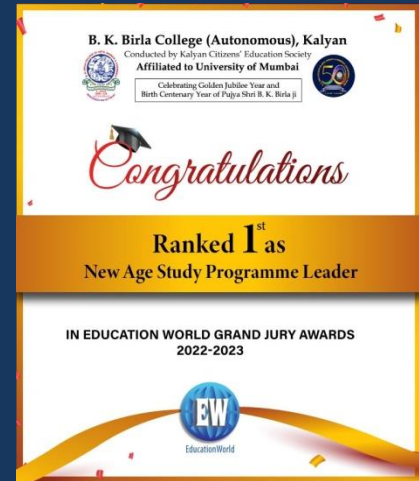 B. K. Birla College (Autonomous), Kalyan
Conducted by Kalyan Citizens' Education Society
Affiliated to University of Mumbai
Celebrating Golden Jubilee Year and
Birth Centenary Year of Pujya Shri B. K. Birla ji
50
Congratulations
Ranked 1st as
New Age Study Programme Leader
IN EDUCATION WORLD GRAND JURY AWARDS
2022-2023
EW
EducationWorld